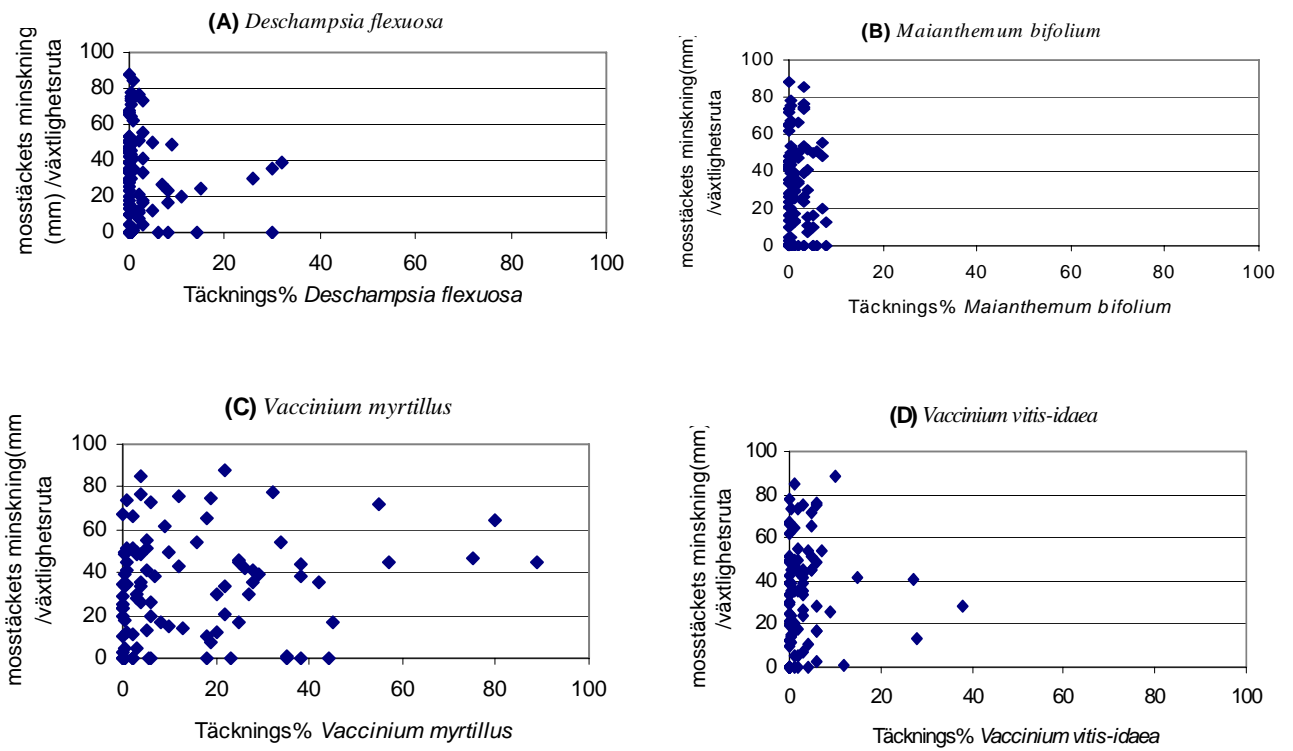 (A) Deschampsia flexuosa
mosstäckets minskning
(mm) /växtlighetsruta
100
80
60
40
20
0
0 20 40 60 80 100
Täcknings% Deschampsia flexuosa
(B) Maianthemum bifolium
mosstäckets minskning(mm)
/växtlighetsruta
100
80
60
40
20
0
0 20 40 60 80 100
Täcknings% Maianthemum bifolium
(C) Vaccinium myrtillus
mosstäckets minskning(mm
/växtlighetsruta
100
80
60
40
20
0
0 20 40 60 80 100
Täcknings% Vaccinium myrtillus
(D) Vaccinium vitis-idaea
mosstäckets minskning(mm)
/växtlighetsruta
100
80
60
40
20
0
0 20 40 60 80 100
Täcknings% Vaccinium vitis-idaea